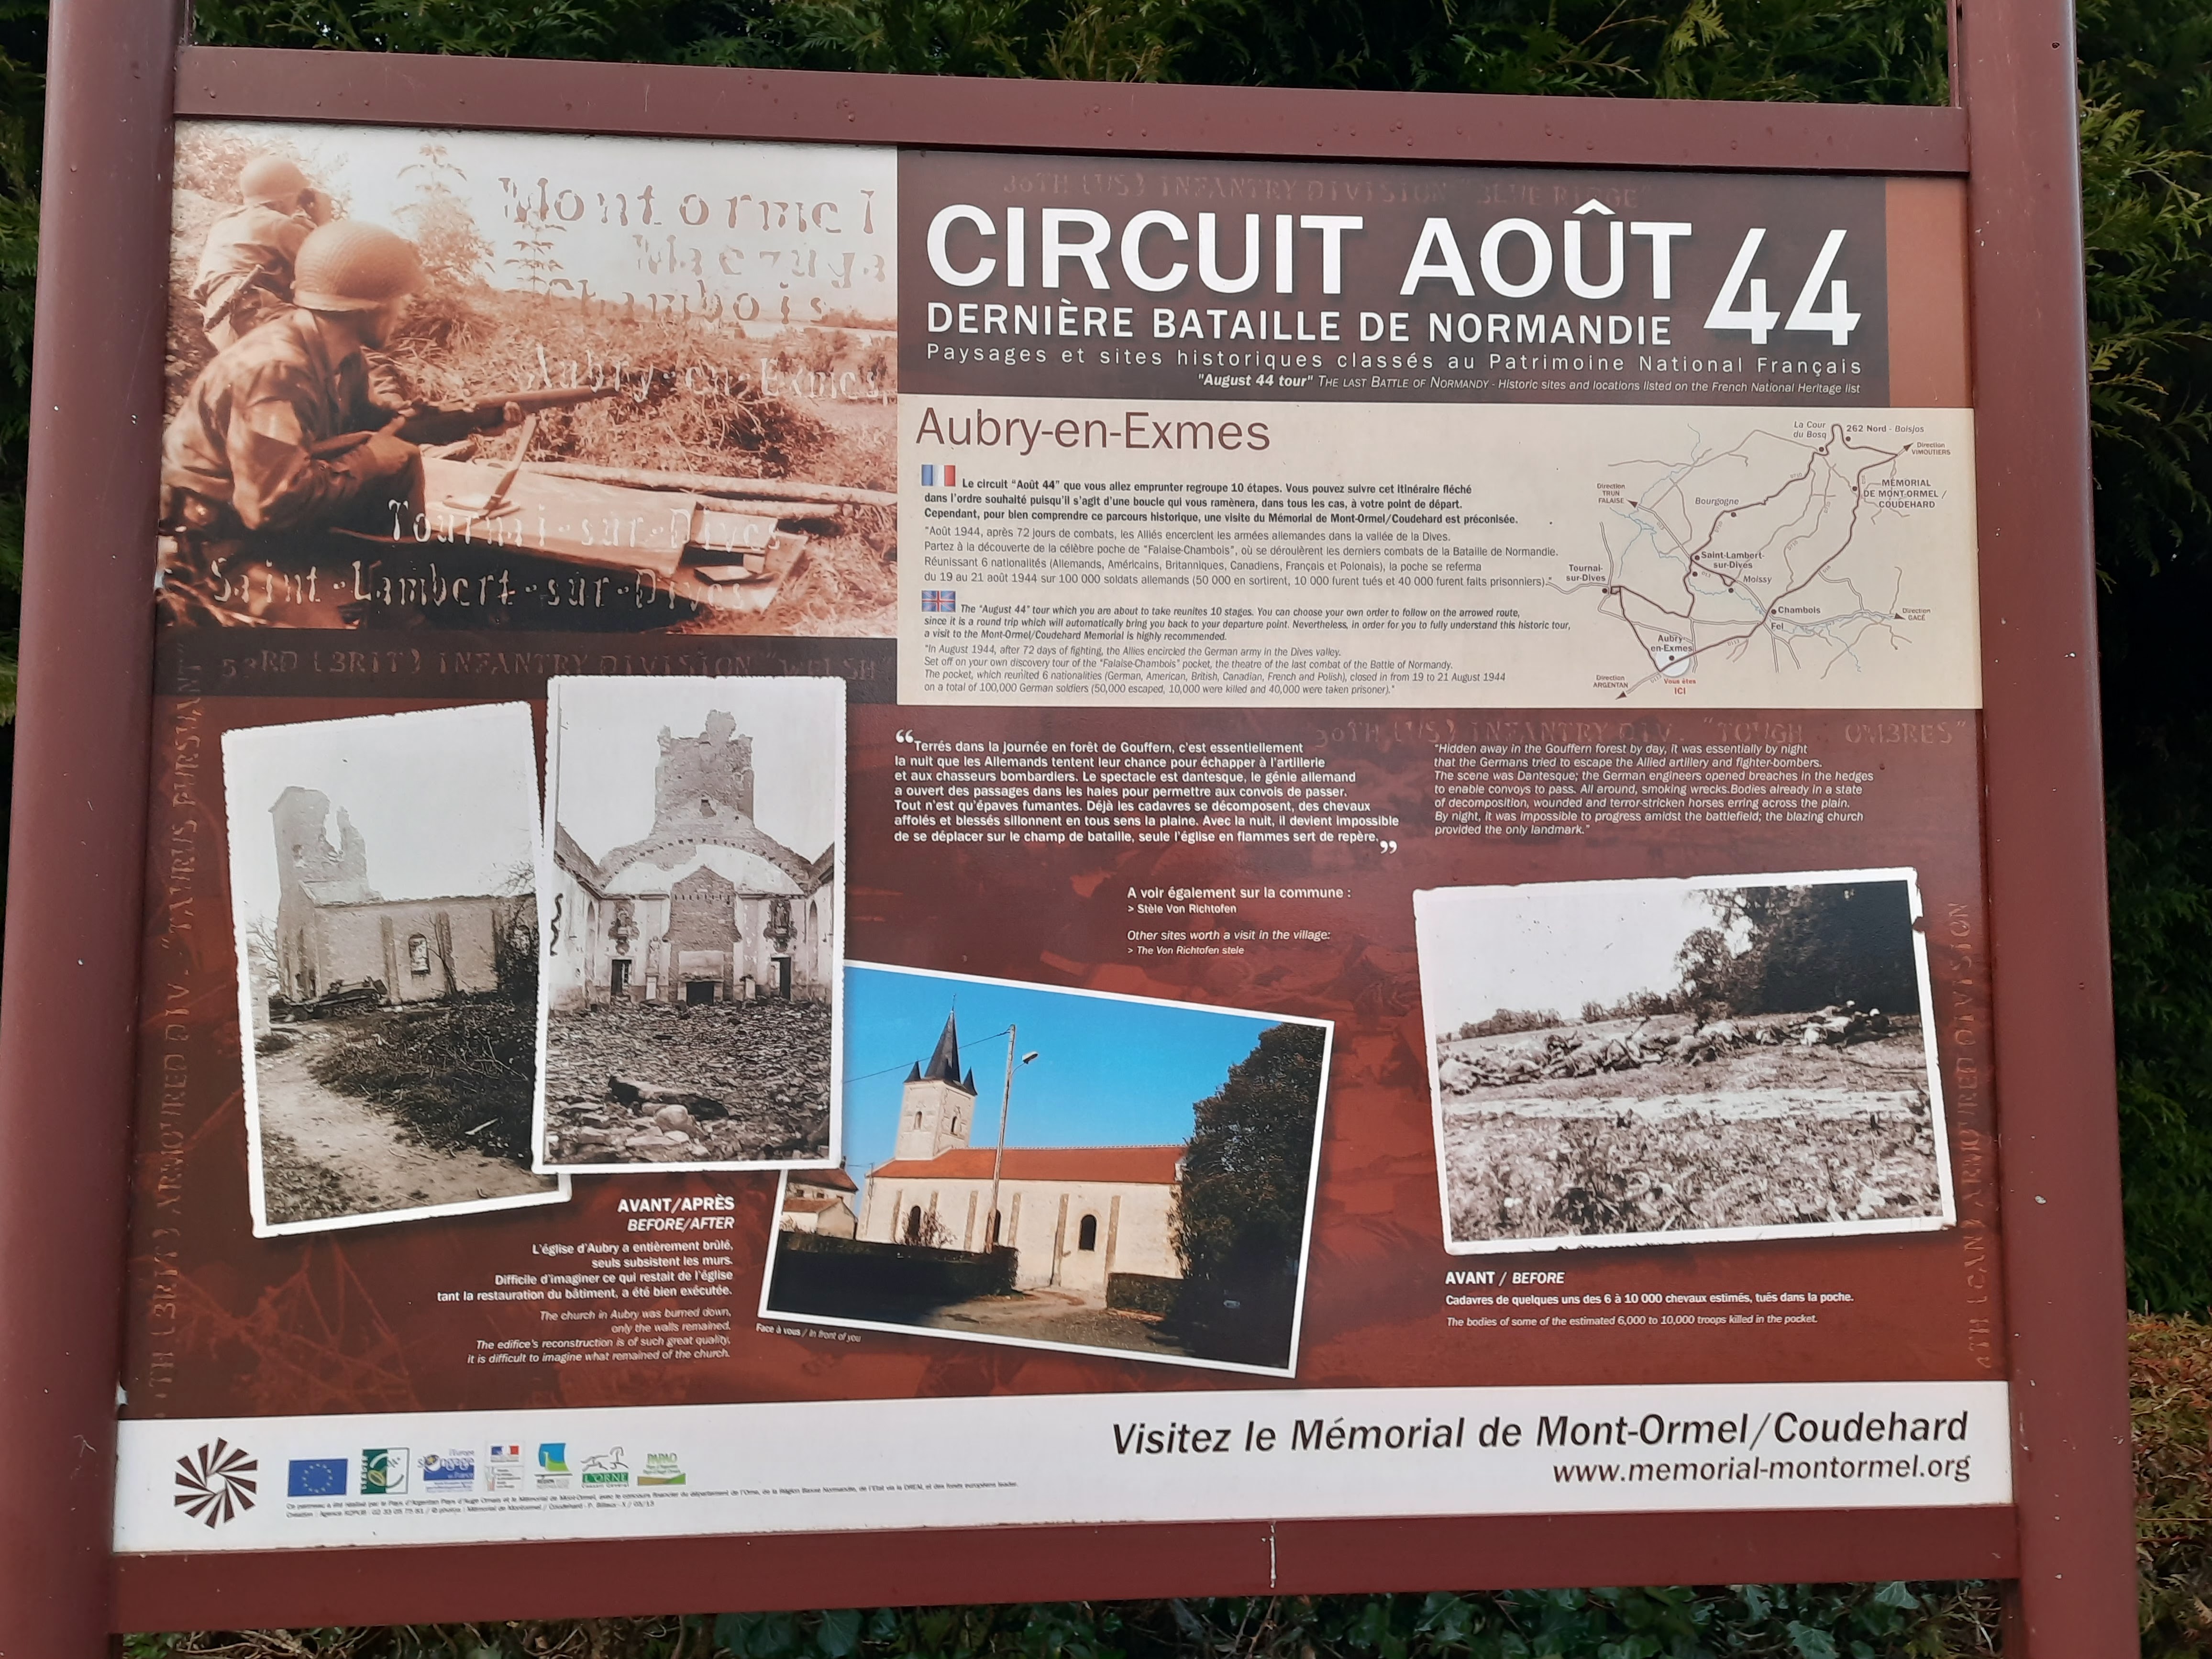 Montormel
Maczuga
Chambois
Aubry-en-Exmes
Tournai-sur-Dives
Saint-Lambert-sur-Dives
53RD (BRIT) INFANTRY DIVISION "WELSH"
INFANTRY DIVISION "BLUE RIDGE"
CIRCUIT AOÛT 44
DERNIÈRE BATAILLE DE NORMANDIE
Paysages et sites historiques classés au Patrimoine National Français
"August 44 tour" THE LAST BATTLE OF NORMANDY - Historic sites and locations listed on the French National Heritage list
Aubry-en-Exmes
Le circuit "Août 44" que vous allez emprunter regroupe 10 étapes. Vous pouvez suivre cet itinéraire fléché
dans l'ordre souhaité puisqu'il s'agit d'une boucle qui vous ramènera, dans tous les cas, à votre point de départ.
Cependant, pour bien comprendre ce parcours historique, une visite du Mémorial de Mont-Ormel/Coudehard est préconisée.
"Août 1944, après 72 jours de combats, les Alliés encerclent les armées allemandes dans la vallée de la Dives.
Partez à la découverte de la célèbre poche de "Falaise-Chambois", où se déroulèrent les derniers combats de la Bataille de Normandie.
Réunissant 6 nationalités (Allemands, Américains, Britanniques, Canadiens, Français et Polonais), la poche se referma
du 19 au 21 août 1944 sur 100 000 soldats allemands (50 000 en sortirent, 10 000 furent tués et 40 000 furent faits prisonniers)."
The "August 44" tour which you are about to take reunites 10 stages. You can choose your own order to follow on the arrowed route,
since it is a round trip which will automatically bring you back to your departure point. Nevertheless, in order for you to fully understand this historic tour,
a visit to the Mont-Ormel/Coudehard Memorial is highly recommended.
"In August 1944, after 72 days of fighting, the Allies encircled the German army in the Dives valley.
Set off on your own discovery tour of the "Falaise-Chambois" pocket, the theatre of the last combat of the Battle of Normandy.
The pocket, which reunited 6 nationalities (German, American, British, Canadian, French and Polish), closed in from 19 to 21 August 1944
on a total of 100,000 German soldiers (50,000 escaped, 10,000 were killed and 40,000 were taken prisoner)."
La Cour
du Bosq
262 Nord - Boisjos
Direction
VIMOUTIERS
MÉMORIAL
DE MONT-ORMEL /
COUDEHARD
Direction
TRUN
FALAISE
Bourgogne
Saint-Lambert-
sur-Dives
Moissy
Tournai-
sur-Dives
Chambois
Fel
Direction
GACÉ
Aubry-
en-Exmes
Vous êtes
ICI
Direction
ARGENTAN
30TH (US) INFANTRY DIV. "TOUGH OMBRES"
"Terrés dans la journée en forêt de Gouffern, c'est essentiellement
la nuit que les Allemands tentent leur chance pour échapper à l'artillerie
et aux chasseurs bombardiers. Le spectacle est dantesque, le génie allemand
a ouvert des passages dans les haies pour permettre aux convois de passer.
Tout n'est qu'épaves fumantes. Déjà les cadavres se décomposent, des chevaux
affolés et blessés sillonnent en tous sens la plaine. Avec la nuit, il devient impossible
de se déplacer sur le champ de bataille, seule l'église en flammes sert de repère."
"Hidden away in the Gouffern forest by day, it was essentially by night
that the Germans tried to escape the Allied artillery and fighter-bombers.
The scene was Dantesque; the German engineers opened breaches in the hedges
to enable convoys to pass. All around, smoking wrecks.Bodies already in a state
of decomposition, wounded and terror-stricken horses erring across the plain.
By night, it was impossible to progress amidst the battlefield; the blazing church
provided the only landmark."
A voir également sur la commune :
> Stèle Von Richtofen
Other sites worth a visit in the village:
> The Von Richtofen stele
AVANT/APRÈS
BEFORE/AFTER
L'église d'Aubry a entièrement brûlé,
seuls subsistent les murs.
Difficile d'imaginer ce qui restait de l'église
tant la restauration du bâtiment, a été bien exécutée.
The church in Aubry was burned down,
only the walls remained.
The edifice's reconstruction is of such great quality,
it is difficult to imagine what remained of the church.
Face à vous / In front of you
AVANT / BEFORE
Cadavres de quelques uns des 6 à 10 000 chevaux estimés, tués dans la poche.
The bodies of some of the estimated 6,000 to 10,000 troops killed in the pocket.
Visitez le Mémorial de Mont-Ormel/Coudehard
www.memorial-montormel.org
L'ORNE
PAPAO